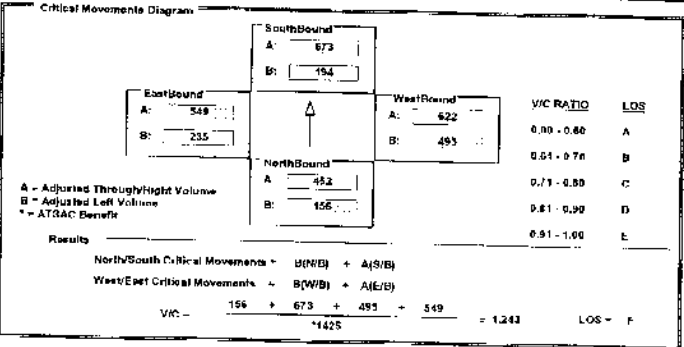 Critical Movements Diagram
SouthBound
A: 673
B: 194
EastBound
A: 549
B: 235
WestBound
A: 622
B: 495
NorthBound
A 452
B: 156
V/C RATIO LOS
0.00 - 0.60 A
0.61 - 0.70 B
0.71 - 0.80 C
0.81 - 0.90 D
0.91 - 1.00 E
A = Adjusted Through/Right Volume
B = Adjusted Left Volume
* = ATSAC Benefit
Results
North/South Critical Movements = B(N/B) + A(S/B)
West/East Critical Movements = B(W/B) + A(E/B)
V/C = 156 + 673 + 495 + 549 = 1.243 LOS = F
*1425